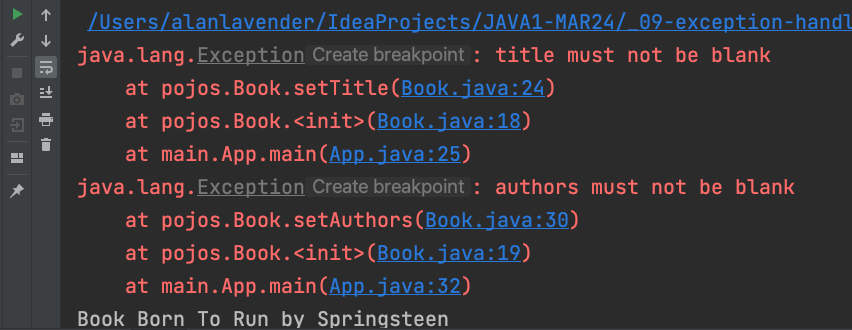 /Users/alanlavender/IdeaProjects/JAVA1-MAR24/_09-exception-handl
java.lang.Exception Create breakpoint : title must not be blank
at pojos.Book.setTitle(Book.java:24)
at pojos.Book.<init>(Book.java:18)
at main.App.main(App.java:25)
java.lang.Exception Create breakpoint : authors must not be blank
at pojos.Book.setAuthors(Book.java:30)
at pojos.Book.<init>(Book.java:19)
at main.App.main(App.java:32)
Book Born To Run by Springsteen